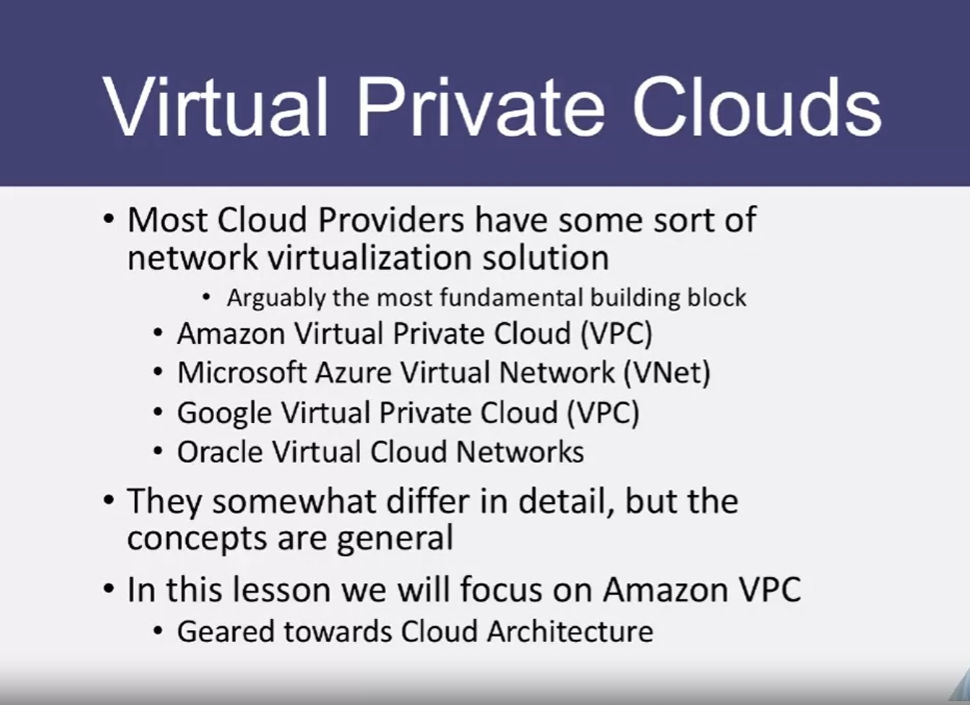 Virtual Private Clouds
• Most Cloud Providers have some sort of
network virtualization solution
• Arguably the most fundamental building block
• Amazon Virtual Private Cloud (VPC)
• Microsoft Azure Virtual Network (VNet)
• Google Virtual Private Cloud (VPC)
• Oracle Virtual Cloud Networks
• They somewhat differ in detail, but the
concepts are general
• In this lesson we will focus on Amazon VPC
• Geared towards Cloud Architecture